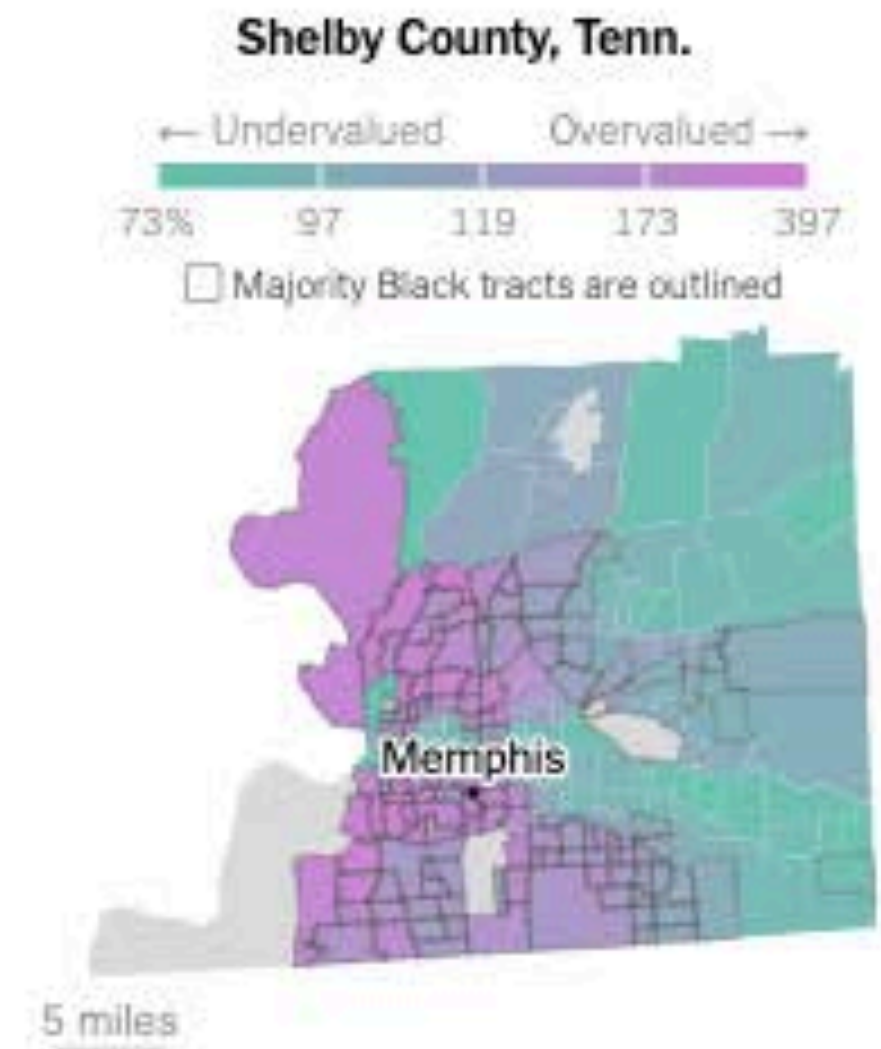 Shelby County, Tenn.
← Undervalued Overvalued →
73% 97 119 173 397
Majority Black tracts are outlined
Memphis
5 miles